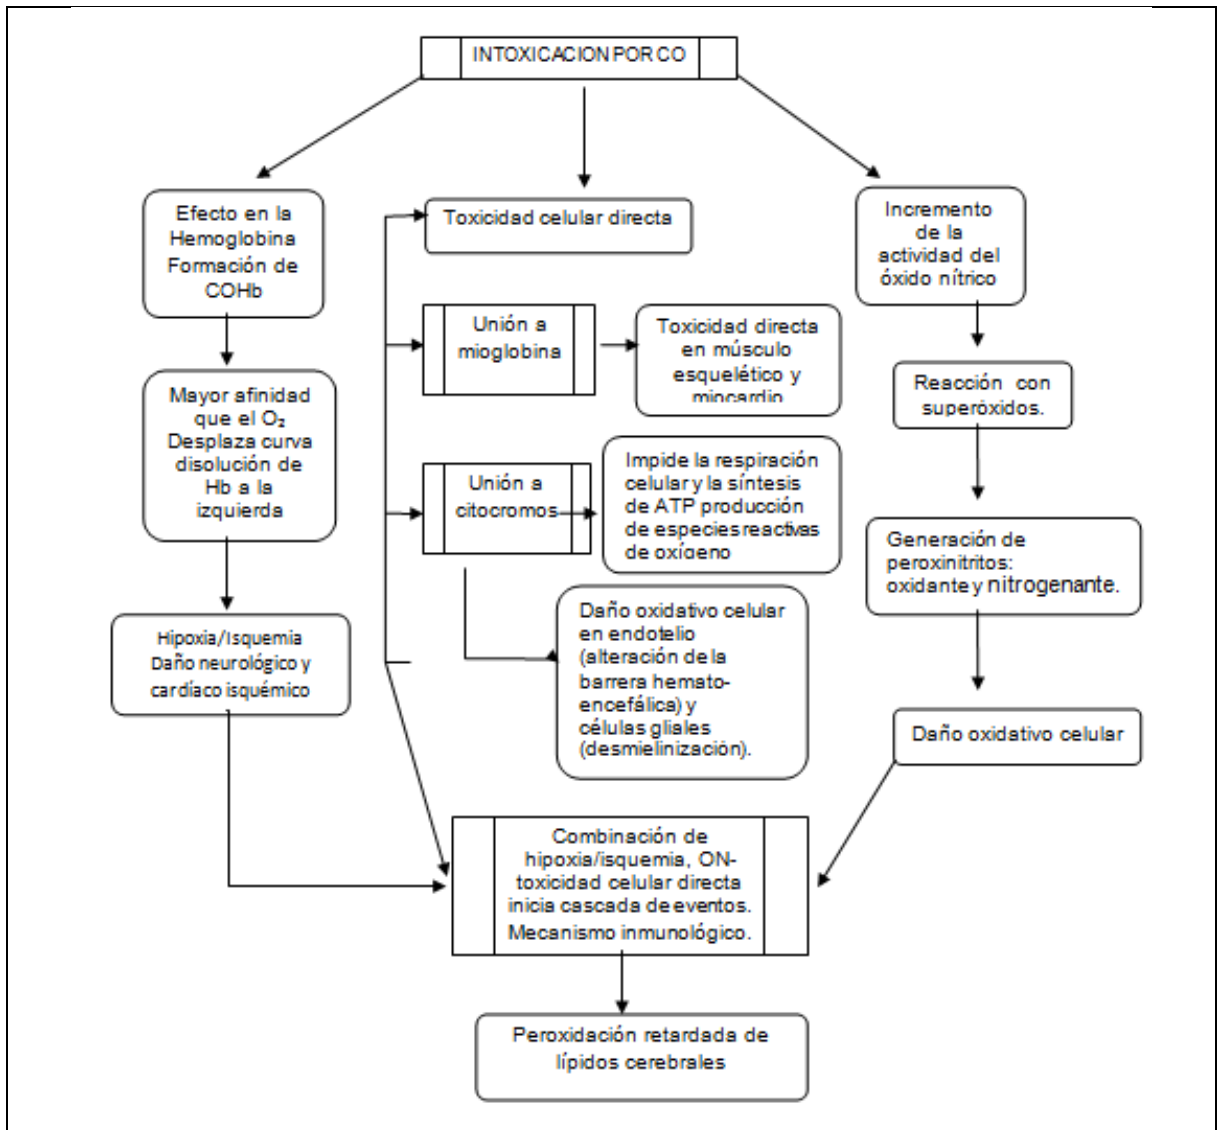 INTOXICACION POR CO
Efecto en la
Hemoglobina
Formación de
COHb
Mayor afinidad
que el O₂
Desplaza curva
disolución de
Hb a la
izquierda
Hipoxia/Isquemia
Daño neurológico y
cardíaco isquémico
Toxicidad celular directa
Unión a
mioglobina
Toxicidad directa
en músculo
esquelético y
miocardio
Unión a
citocromos
Impide la respiración
celular y la síntesis
de ATP producción
de especies reactivas
de oxígeno
Daño oxidativo celular
en endotelio
(alteración de la
barrera hemato-
encefálica) y
células gliales
(desmielinización).
Incremento
de la
actividad del
óxido nítrico
Reacción con
superóxidos.
Generación de
peroxinitritos:
oxidante y nitrogenante.
Daño oxidativo celular
Combinación de
hipoxia/isquemia, ON-
toxicidad celular directa
inicia cascada de eventos.
Mecanismo inmunológico.
Peroxidación retardada de
lípidos cerebrales